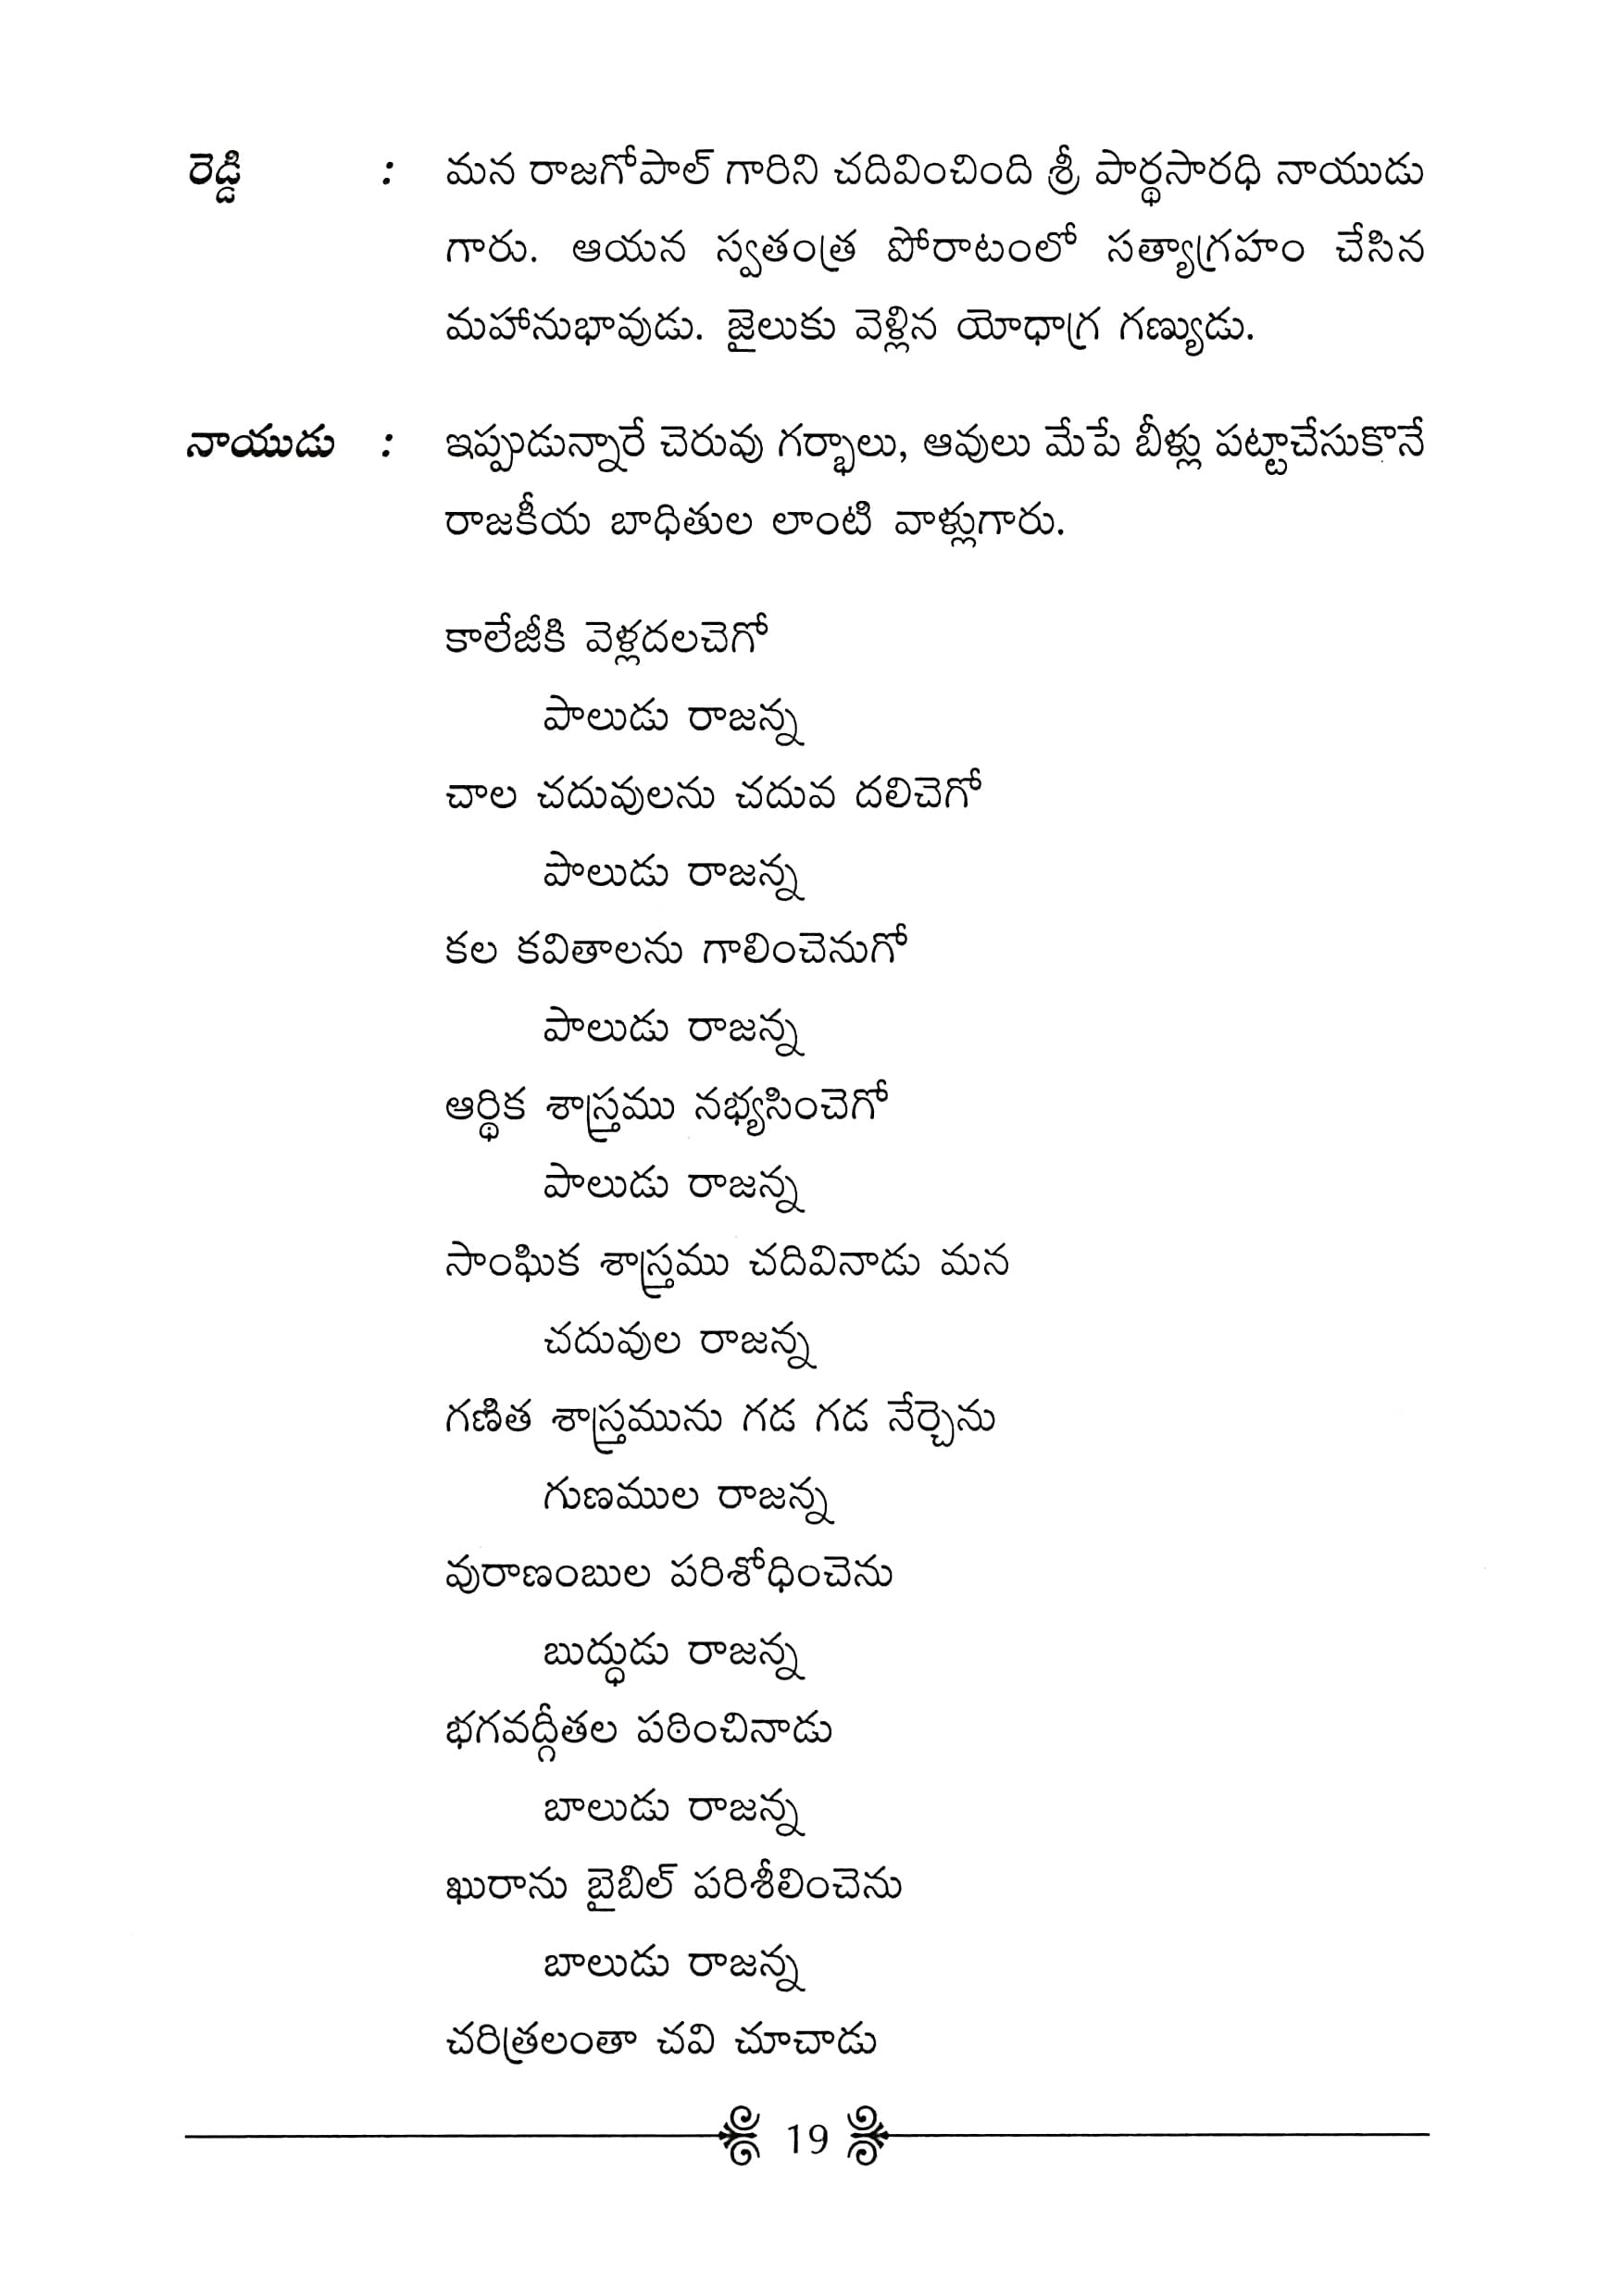 రెడ్డి : మన రాజగోపాల్ గారిని చదివించింది శ్రీ పార్థసారధి నాయుడు
గారు. ఆయన స్వతంత్ర పోరాటంలో సత్యాగ్రహం చేసిన
మహానుభావుడు. జైలుకు వెళ్లిన యోధాగ్ర గణ్యుడు.
నాయుడు : ఇప్పుడున్నారే చెరువు గర్భాలు, ఆవులు మేపే బీళ్లు పట్టాచేసుకొనే
రాజకీయ బాధితుల లాంటి వాళ్లుగారు.
కాలేజీకి వెళ్లదలచెగో
పాలుడు రాజన్న
చాల చదువులను చదువ దలిచెగో
పాలుడు రాజన్న
కల కవితాలను గాలించెనుగో
పాలుడు రాజన్న
ఆర్థిక శాస్త్రము నభ్యసించెగో
పాలుడు రాజన్న
సాంఘిక శాస్త్రము చదివినాడు మన
చదువుల రాజన్న
గణిత శాస్త్రమును గడ గడ నేర్చెను
గుణముల రాజన్న
వురాణంబుల పరిశోధించెను
బుద్ధుడు రాజన్న
భగవద్గీతల పఠించినాడు
బాలుడు రాజన్న
ఖురాను బైబిల్ పరిశీలించెను
బాలుడు రాజన్న
చరిత్రలంతా చవి చూచాడు
19